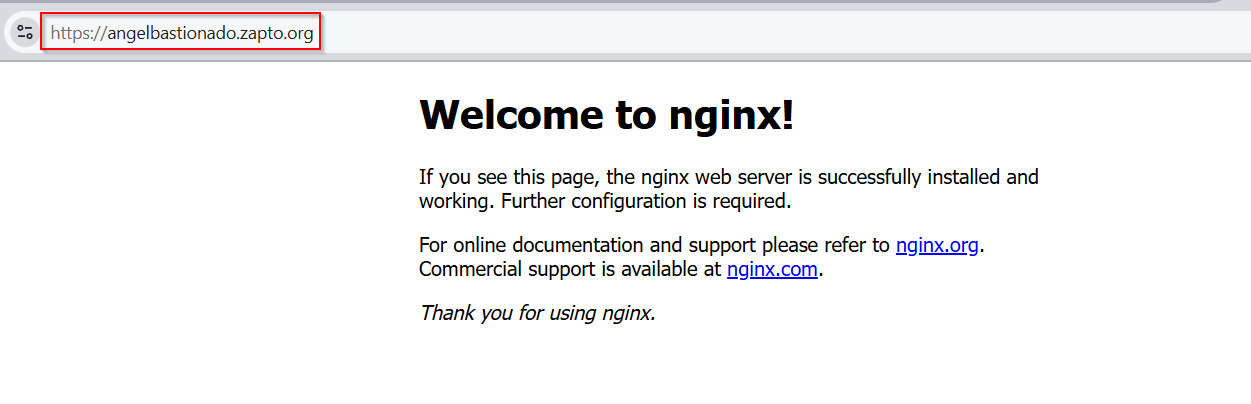 https://angelbastionado.zapto.org
Welcome to nginx!
If you see this page, the nginx web server is successfully installed and
working. Further configuration is required.
For online documentation and support please refer to nginx.org.
Commercial support is available at nginx.com.
Thank you for using nginx.